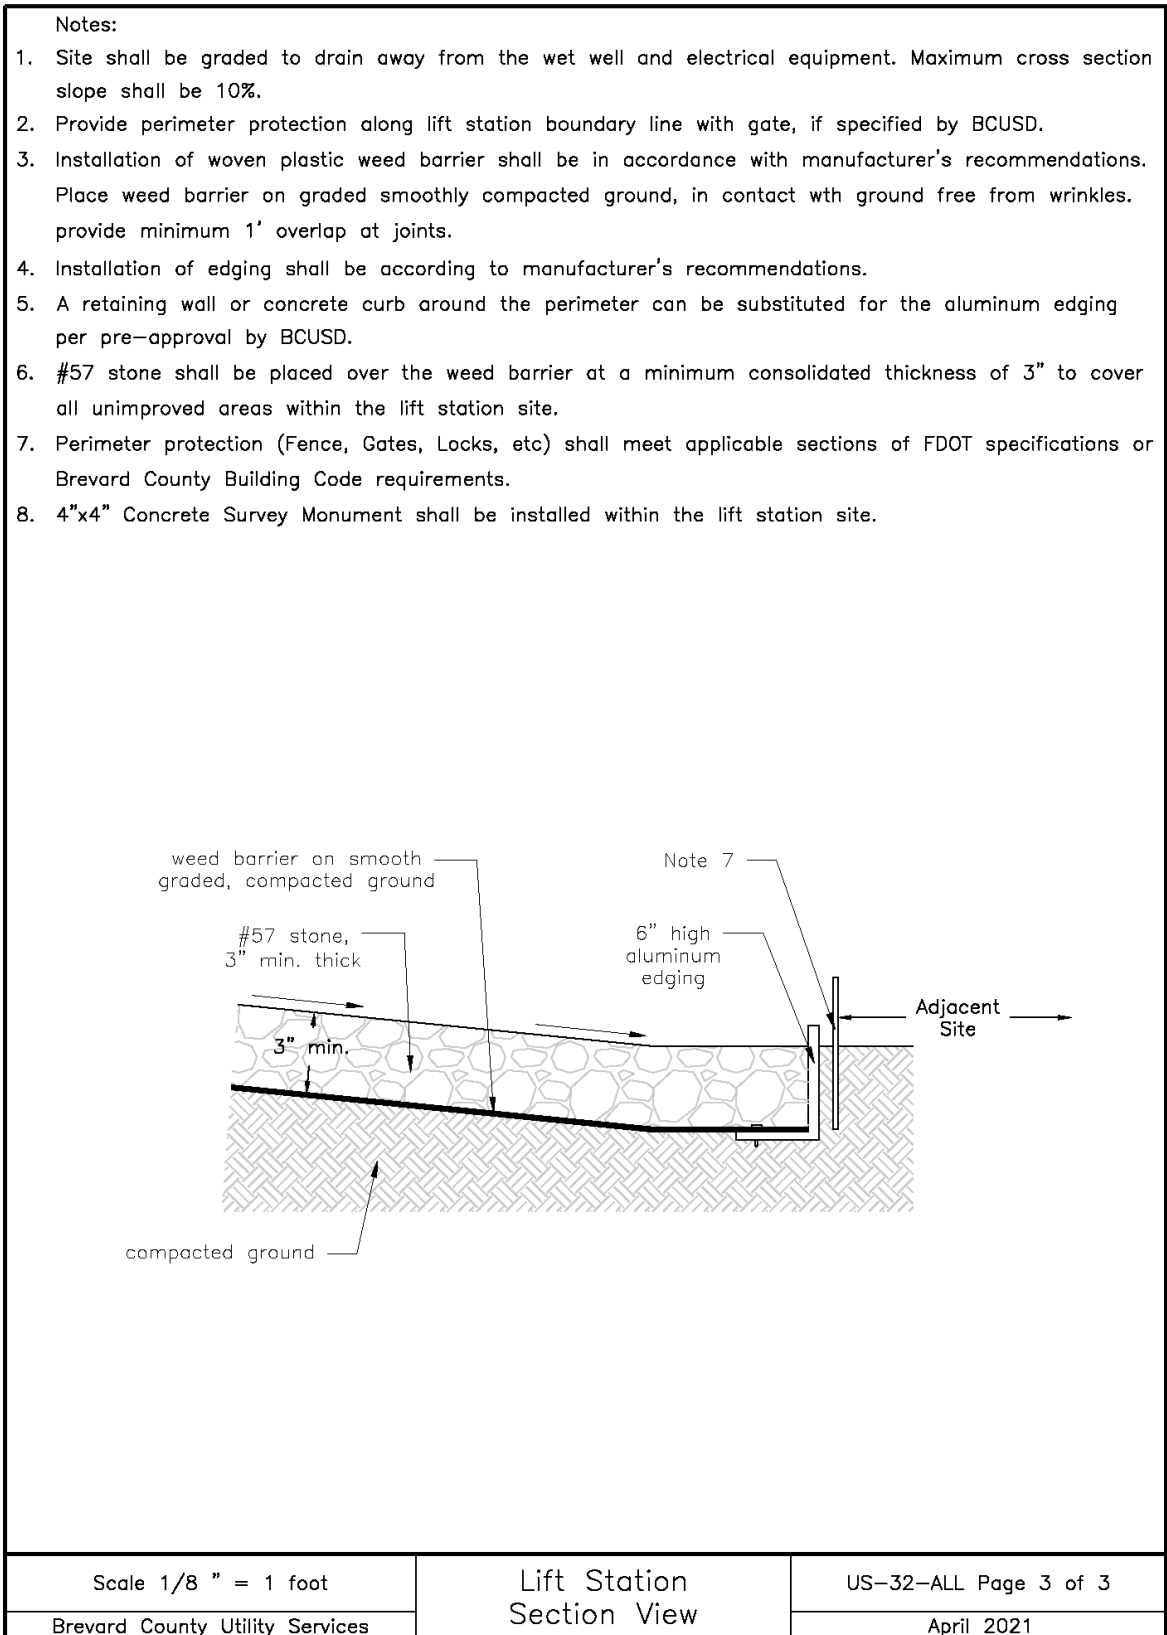 Notes:
1. Site shall be graded to drain away from the wet well and electrical equipment. Maximum cross section
slope shall be 10%.
2. Provide perimeter protection along lift station boundary line with gate, if specified by BCUSD.
3. Installation of woven plastic weed barrier shall be in accordance with manufacturer's recommendations.
Place weed barrier on graded smoothly compacted ground, in contact wth ground free from wrinkles.
provide minimum 1' overlap at joints.
4. Installation of edging shall be according to manufacturer's recommendations.
5. A retaining wall or concrete curb around the perimeter can be substituted for the aluminum edging
per pre-approval by BCUSD.
6. #57 stone shall be placed over the weed barrier at a minimum consolidated thickness of 3" to cover
all unimproved areas within the lift station site.
7. Perimeter protection (Fence, Gates, Locks, etc) shall meet applicable sections of FDOT specifications or
Brevard County Building Code requirements.
8. 4"x4" Concrete Survey Monument shall be installed within the lift station site.
weed barrier on smooth
graded, compacted ground
Note 7
#57 stone,
3" min. thick
6" high
aluminum
edging
Adjacent
Site
3" min.
compacted ground
Scale 1/8 " = 1 foot
Brevard County Utility Services
Lift Station
Section View
US-32-ALL Page 3 of 3
April 2021